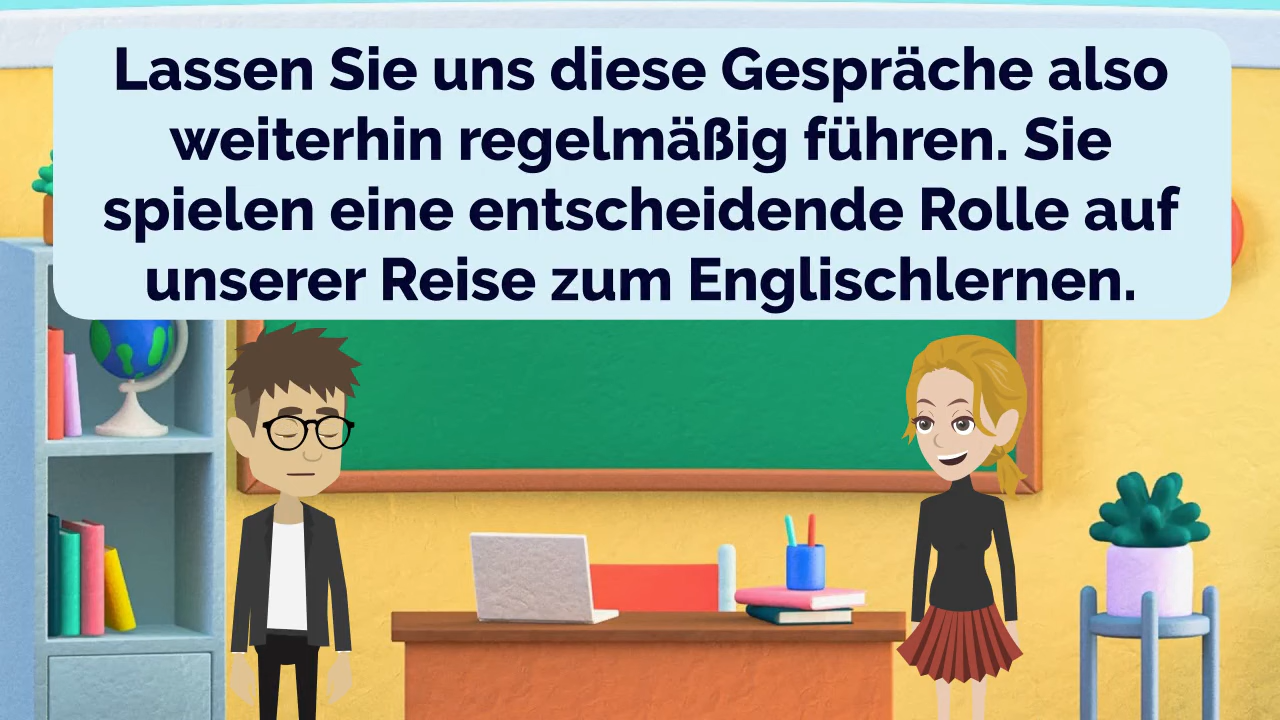 Lassen Sie uns diese Gespräche also
weiterhin regelmäßig führen. Sie
spielen eine entscheidende Rolle auf
unserer Reise zum Englischlernen.